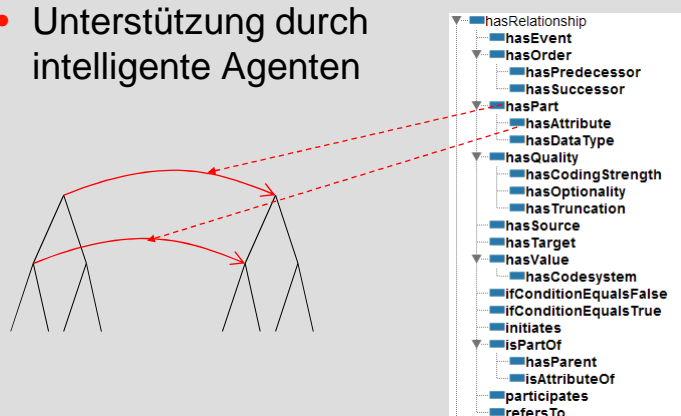 Unterstützung durch
intelligente Agenten
hasRelationship
hasEvent
hasOrder
hasPredecessor
hasSuccessor
hasPart
hasAttribute
hasDataType
hasQuality
hasCodingStrength
hasOptionality
hasTruncation
hasSource
hasTarget
hasValue
hasCodesystem
ifConditionEqualsFalse
ifConditionEqualsTrue
initiates
isPartOf
hasParent
isAttributeOf
participates
refersTo